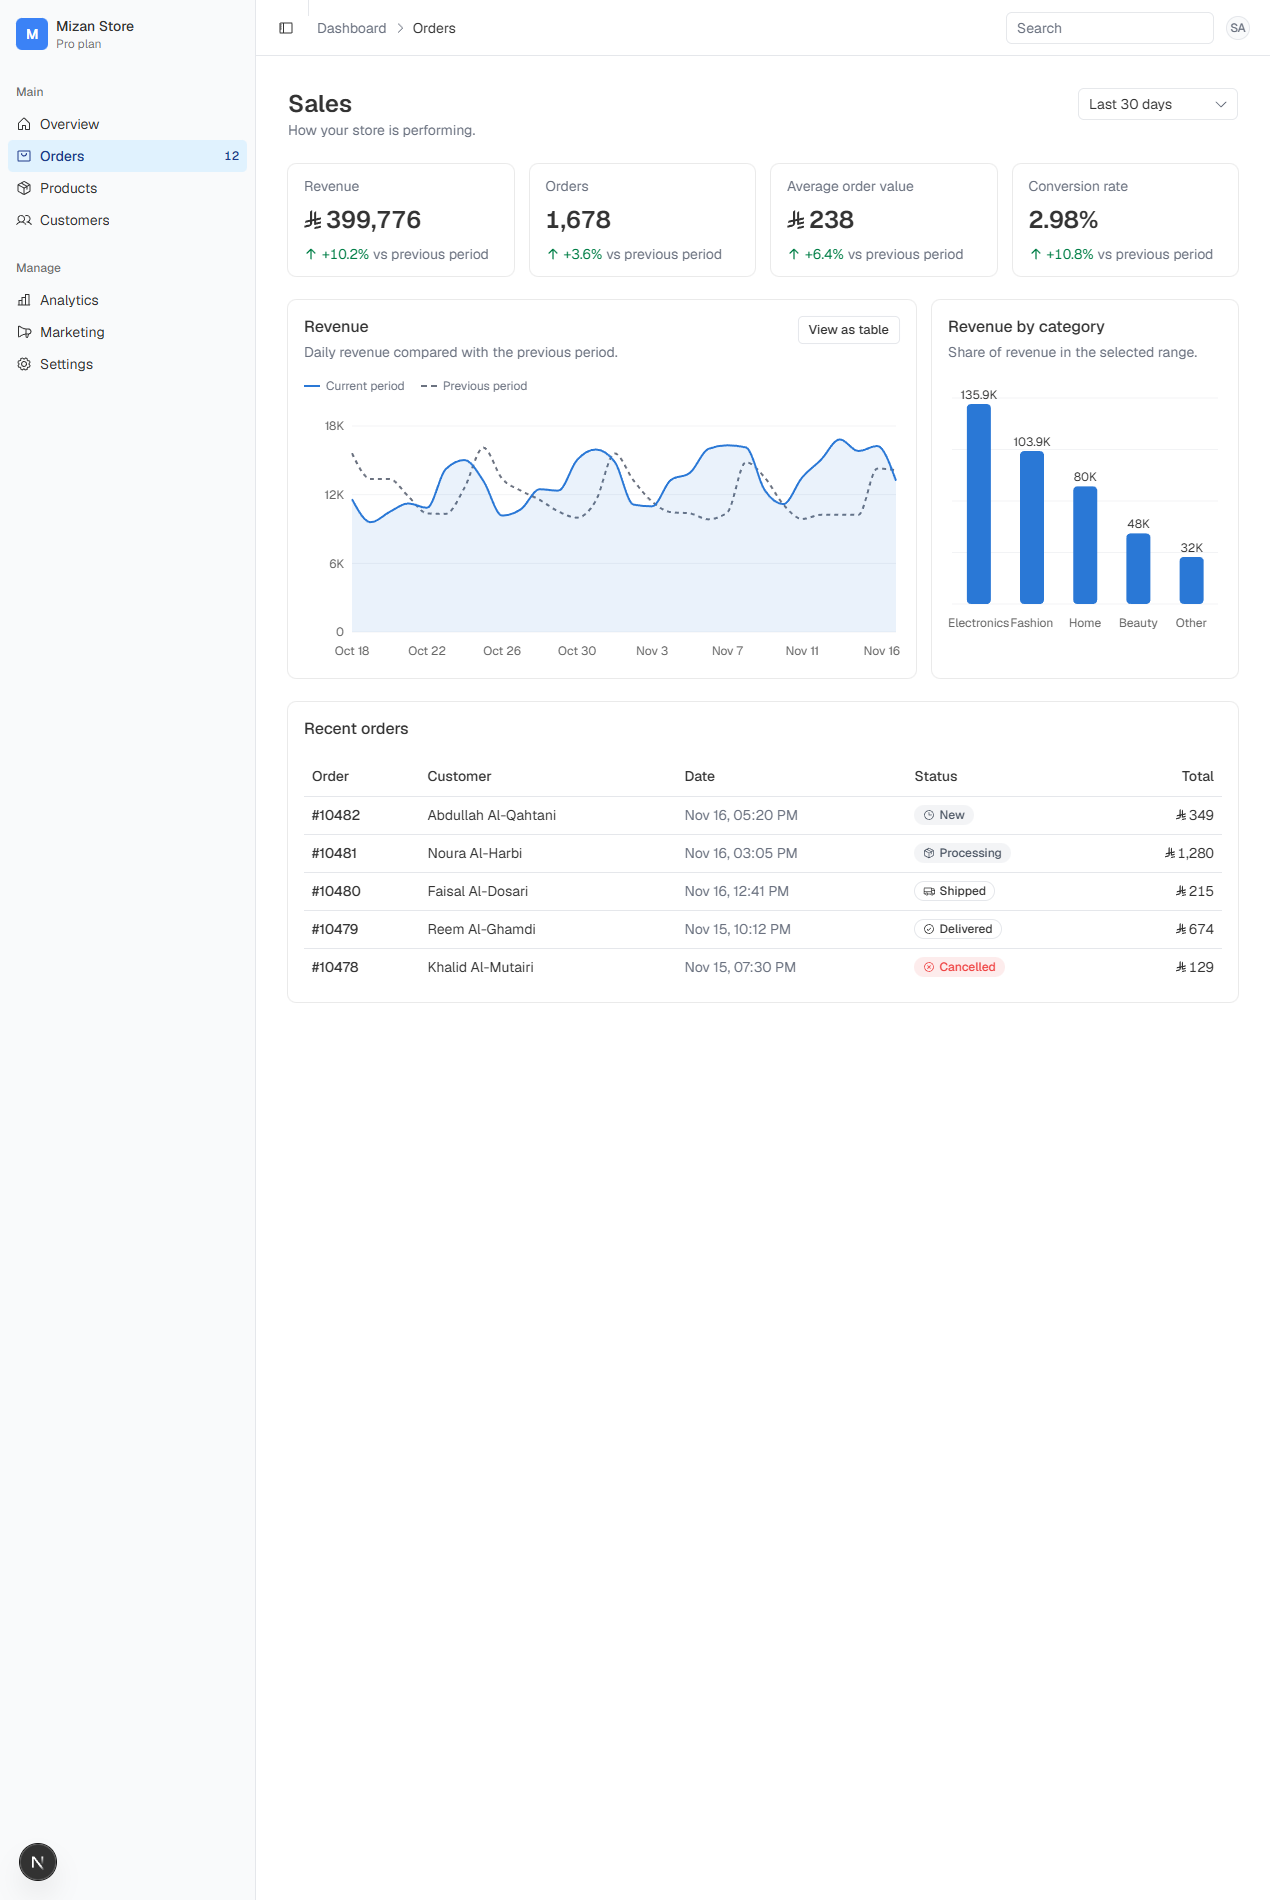 M
Mizan Store
Pro plan
Main
Overview
Orders 12
Products
Customers
Manage
Analytics
Marketing
Settings
Dashboard > Orders
Search
SA
Sales
How your store is performing.
Last 30 days
Revenue
⃁ 399,776
↑ +10.2% vs previous period
Orders
1,678
↑ +3.6% vs previous period
Average order value
⃁ 238
↑ +6.4% vs previous period
Conversion rate
2.98%
↑ +10.8% vs previous period
Revenue
Daily revenue compared with the previous period.
View as table
Current period Previous period
18K
12K
6K
0
Oct 18 Oct 22 Oct 26 Oct 30 Nov 3 Nov 7 Nov 11 Nov 16
Revenue by category
Share of revenue in the selected range.
135.9K
103.9K
80K
48K
32K
Electronics Fashion Home Beauty Other
Recent orders
Order Customer Date Status Total
#10482 Abdullah Al-Qahtani Nov 16, 05:20 PM New ⃁ 349
#10481 Noura Al-Harbi Nov 16, 03:05 PM Processing ⃁ 1,280
#10480 Faisal Al-Dosari Nov 16, 12:41 PM Shipped ⃁ 215
#10479 Reem Al-Ghamdi Nov 15, 10:12 PM Delivered ⃁ 674
#10478 Khalid Al-Mutairi Nov 15, 07:30 PM Cancelled ⃁ 129
N